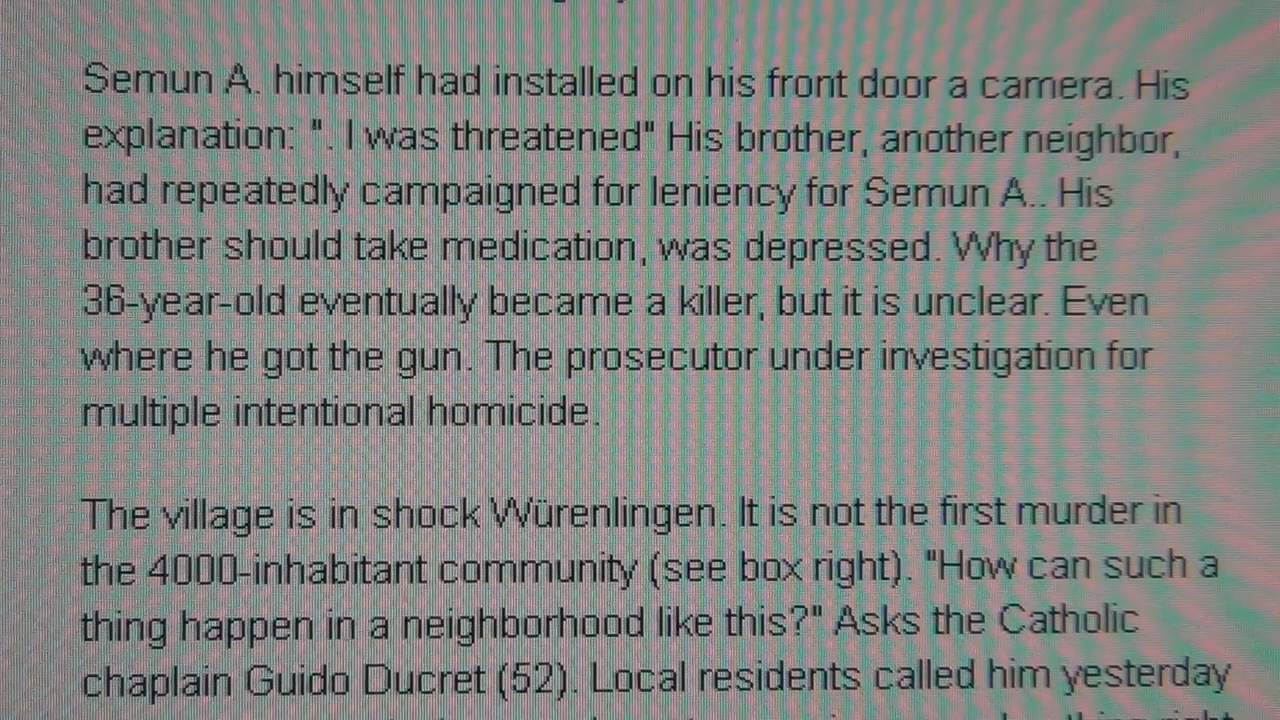 Semun A. himself had installed on his front door a camera. His
explanation: ". I was threatened" His brother, another neighbor,
had repeatedly campaigned for leniency for Semun A.. His
brother should take medication, was depressed. Why the
36-year-old eventually became a killer, but it is unclear. Even
where he got the gun. The prosecutor under investigation for
multiple intentional homicide.
The village is in shock Würenlingen. It is not the first murder in
the 4000-inhabitant community (see box right). "How can such a
thing happen in a neighborhood like this?" Asks the Catholic
chaplain Guido Ducret (52). Local residents called him yesterday